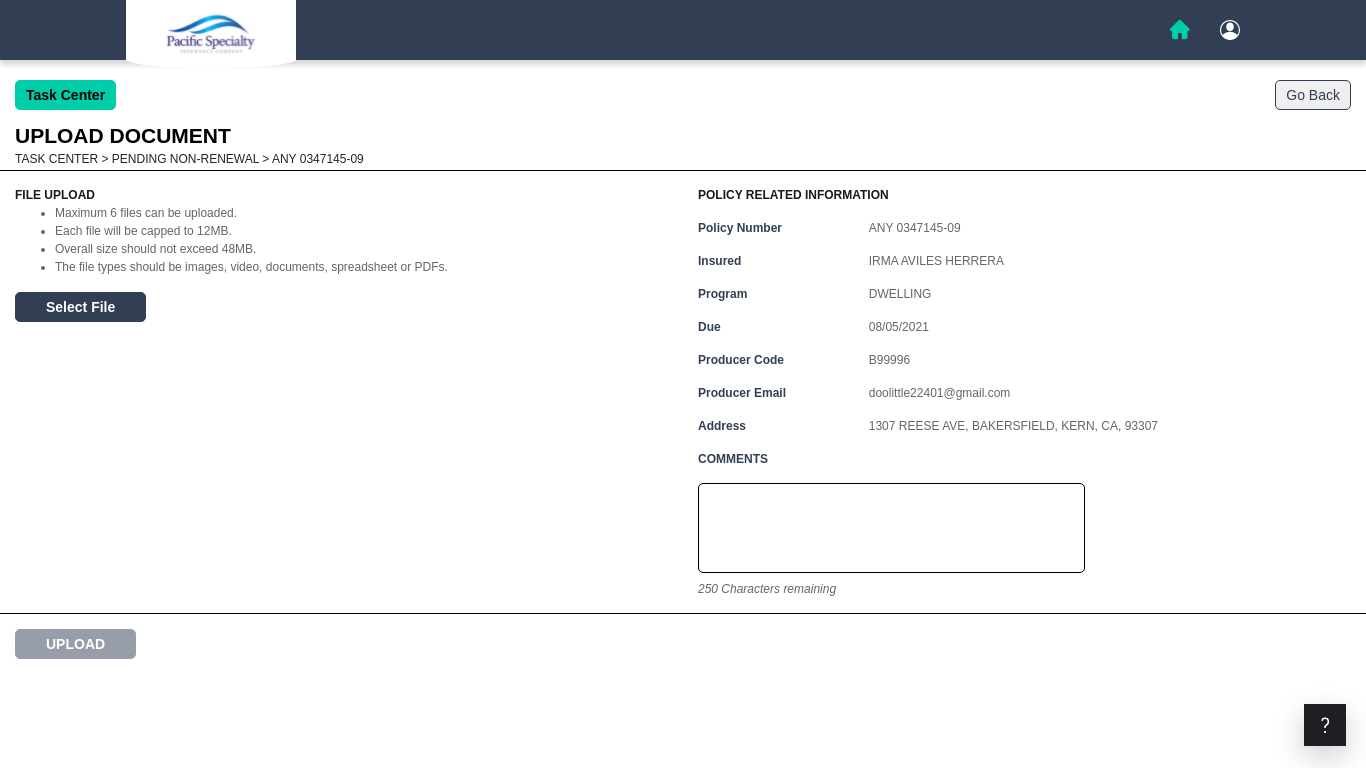 Pacific Specialty
INSURANCE COMPANY
Task Center
Go Back
UPLOAD DOCUMENT
TASK CENTER > PENDING NON-RENEWAL > ANY 0347145-09
FILE UPLOAD
• Maximum 6 files can be uploaded.
• Each file will be capped to 12MB.
• Overall size should not exceed 48MB.
• The file types should be images, video, documents, spreadsheet or PDFs.
Select File
POLICY RELATED INFORMATION
Policy Number ANY 0347145-09
Insured IRMA AVILES HERRERA
Program DWELLING
Due 08/05/2021
Producer Code B99996
Producer Email doolittle22401@gmail.com
Address 1307 REESE AVE, BAKERSFIELD, KERN, CA, 93307
COMMENTS
250 Characters remaining
UPLOAD
?